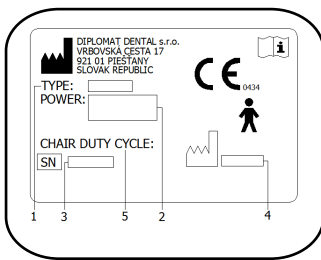 DIPLOMAT DENTAL s.r.o.
VRBOVSKÁ CESTA 17
921 01 PIEŠŤANY
SLOVAK REPUBLIC
i
CE 0434
TYPE:
POWER:
CHAIR DUTY CYCLE:
SN
1 3 5 2 4